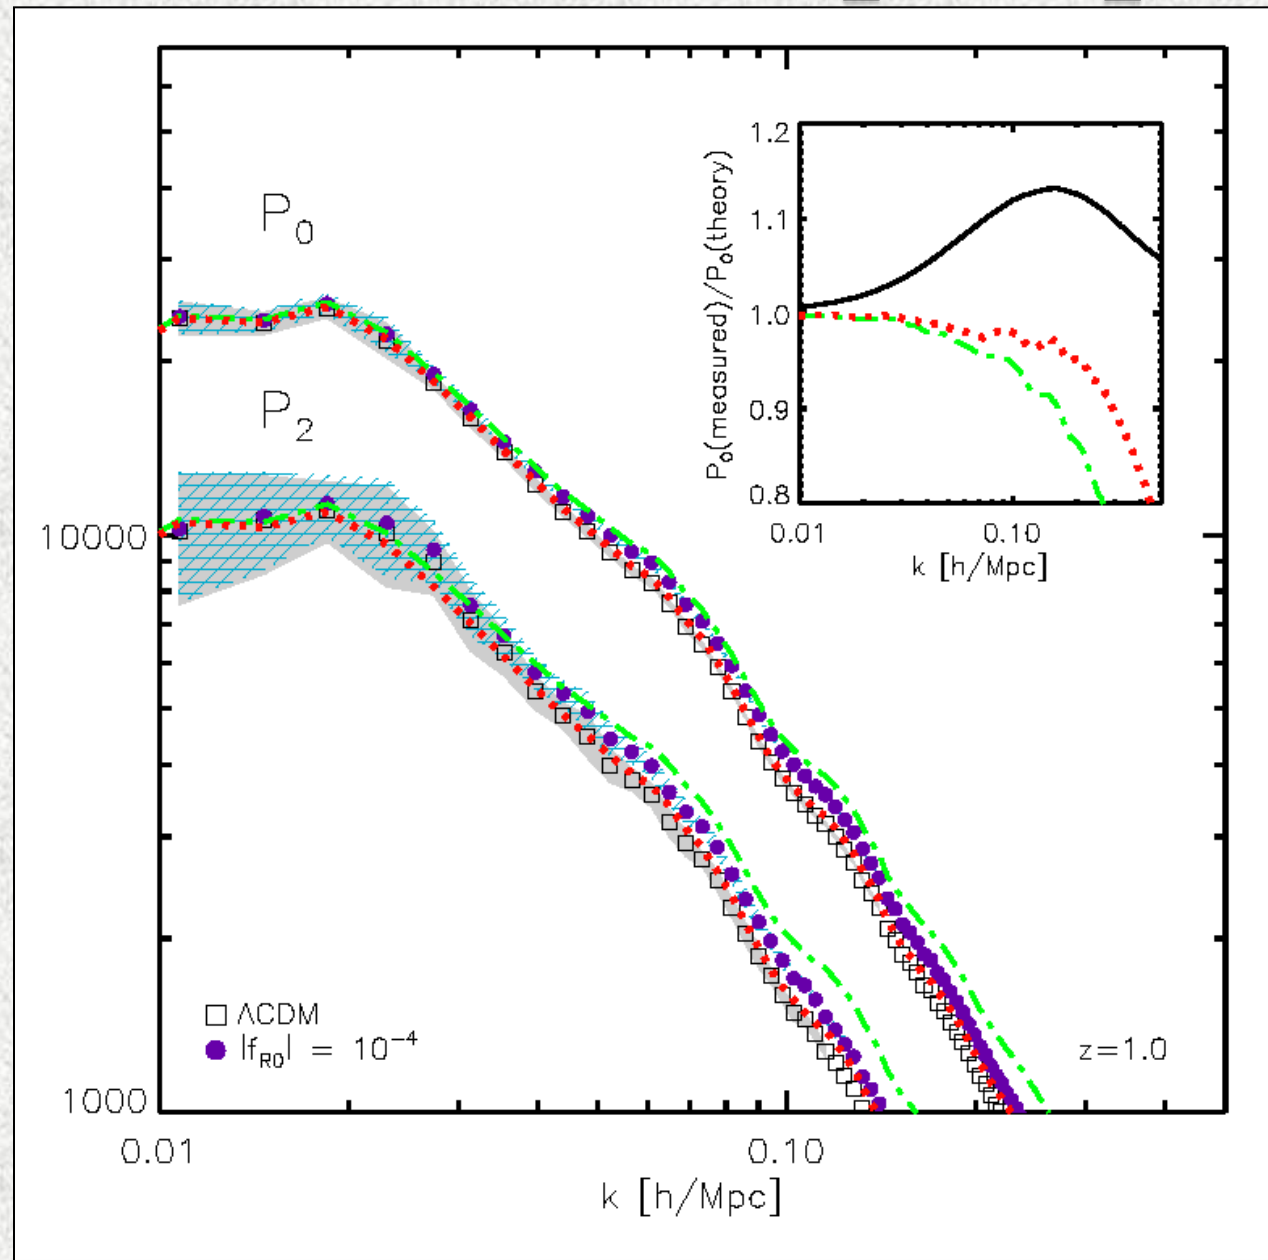 P₀
P₂
10000
1000
0.01
0.10
k [h/Mpc]
□ ΛCDM
● |f_R0| = 10⁻⁴
z=1.0
P₀(measured)/P₀(theory)
1.2
1.1
1.0
0.9
0.8
0.01
0.10
k [h/Mpc]